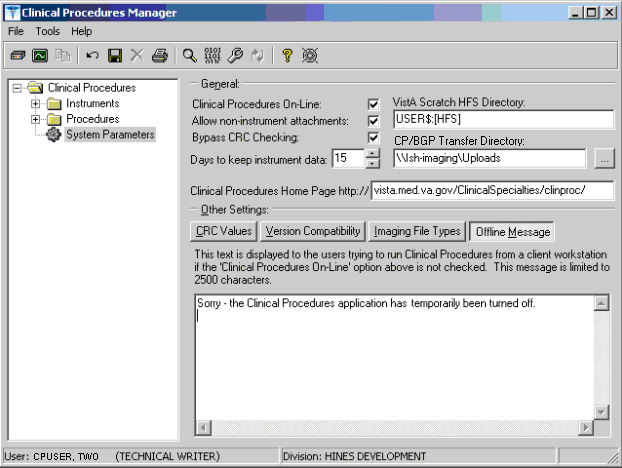 Clinical Procedures Manager
File Tools Help
Clinical Procedures
Instruments
Procedures
System Parameters
General:
Clinical Procedures On-Line:
Allow non-instrument attachments:
Bypass CRC Checking:
Days to keep instrument data: 15
VistA Scratch HFS Directory:
USER$:[HFS]
CP/BGP Transfer Directory:
\\Ish-imaging\Uploads
...
Clinical Procedures Home Page http:// vista.med.va.gov/ClinicalSpecialties/clinproc/
Other Settings:
CRC Values Version Compatibility Imaging File Types Offline Message
This text is displayed to the users trying to run Clinical Procedures from a client workstation
if the 'Clinical Procedures On-Line' option above is not checked. This message is limited to
2500 characters.
Sorry - the Clinical Procedures application has temporarily been turned off.
User: CPUSER, TWO (TECHNICAL WRITER) Division: HINES DEVELOPMENT